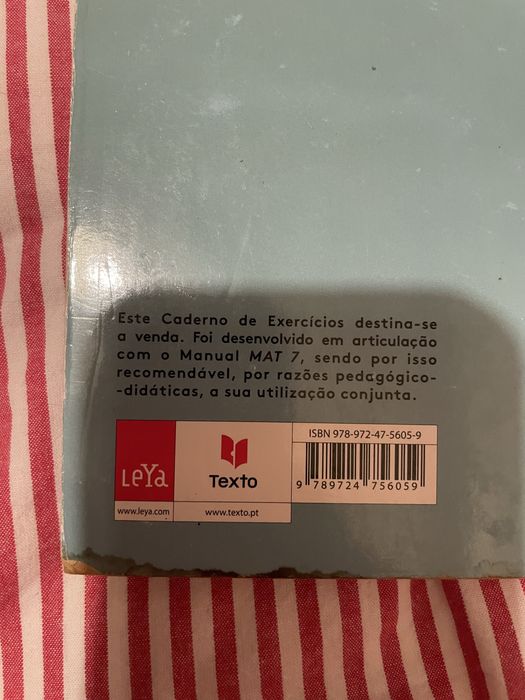 Este Caderno de Exercícios destina-se
a venda. Foi desenvolvido em articulação
com o Manual MAT 7, sendo por isso
recomendável, por razões pedagógico-
-didáticas, a sua utilização conjunta.
LeYa
Texto
ISBN 978-972-47-5605-9
9 789724 756059
www.leya.com
www.texto.pt